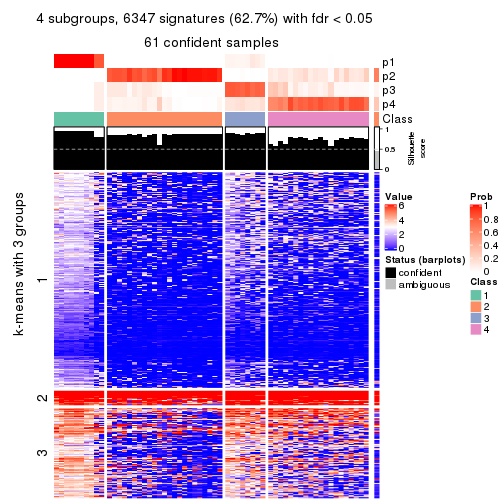 4 subgroups, 6347 signatures (62.7%) with fdr < 0.05
61 confident samples
p1
p2
p3
p4
Class
1
0.5
0
Silhouette
score
k-means with 3 groups
1
2
3
Value
6
4
2
0
Status (barplots)
confident
ambiguous
Prob
1
0.8
0.6
0.4
0.2
0
Class
1
2
3
4